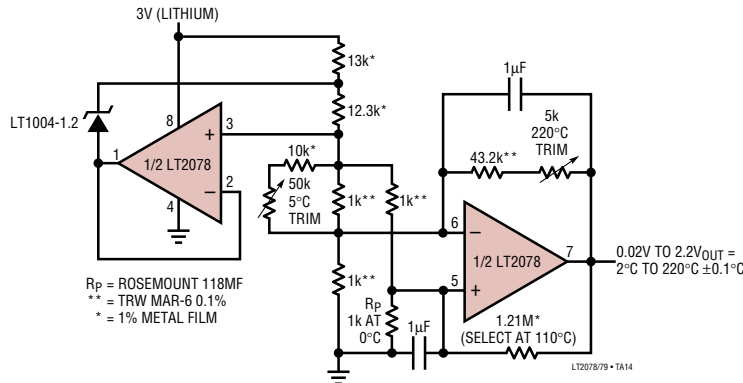 3V (LITHIUM)
13k*
LT1004-1.2
12.3k*
8
3
+
1
1/2 LT2078
2
–
4
10k*
50k
5°C
TRIM
1k**
1k**
1k**
1µF
5k
220°C
TRIM
43.2k**
6
–
1/2 LT2078
7
5
+
0.02V TO 2.2VOUT =
2°C TO 220°C ±0.1°C
RP
1k AT
0°C
1µF
1.21M*
(SELECT AT 110°C)
RP = ROSEMOUNT 118MF
** = TRW MAR-6 0.1%
* = 1% METAL FILM
LT2078/79 • TA14